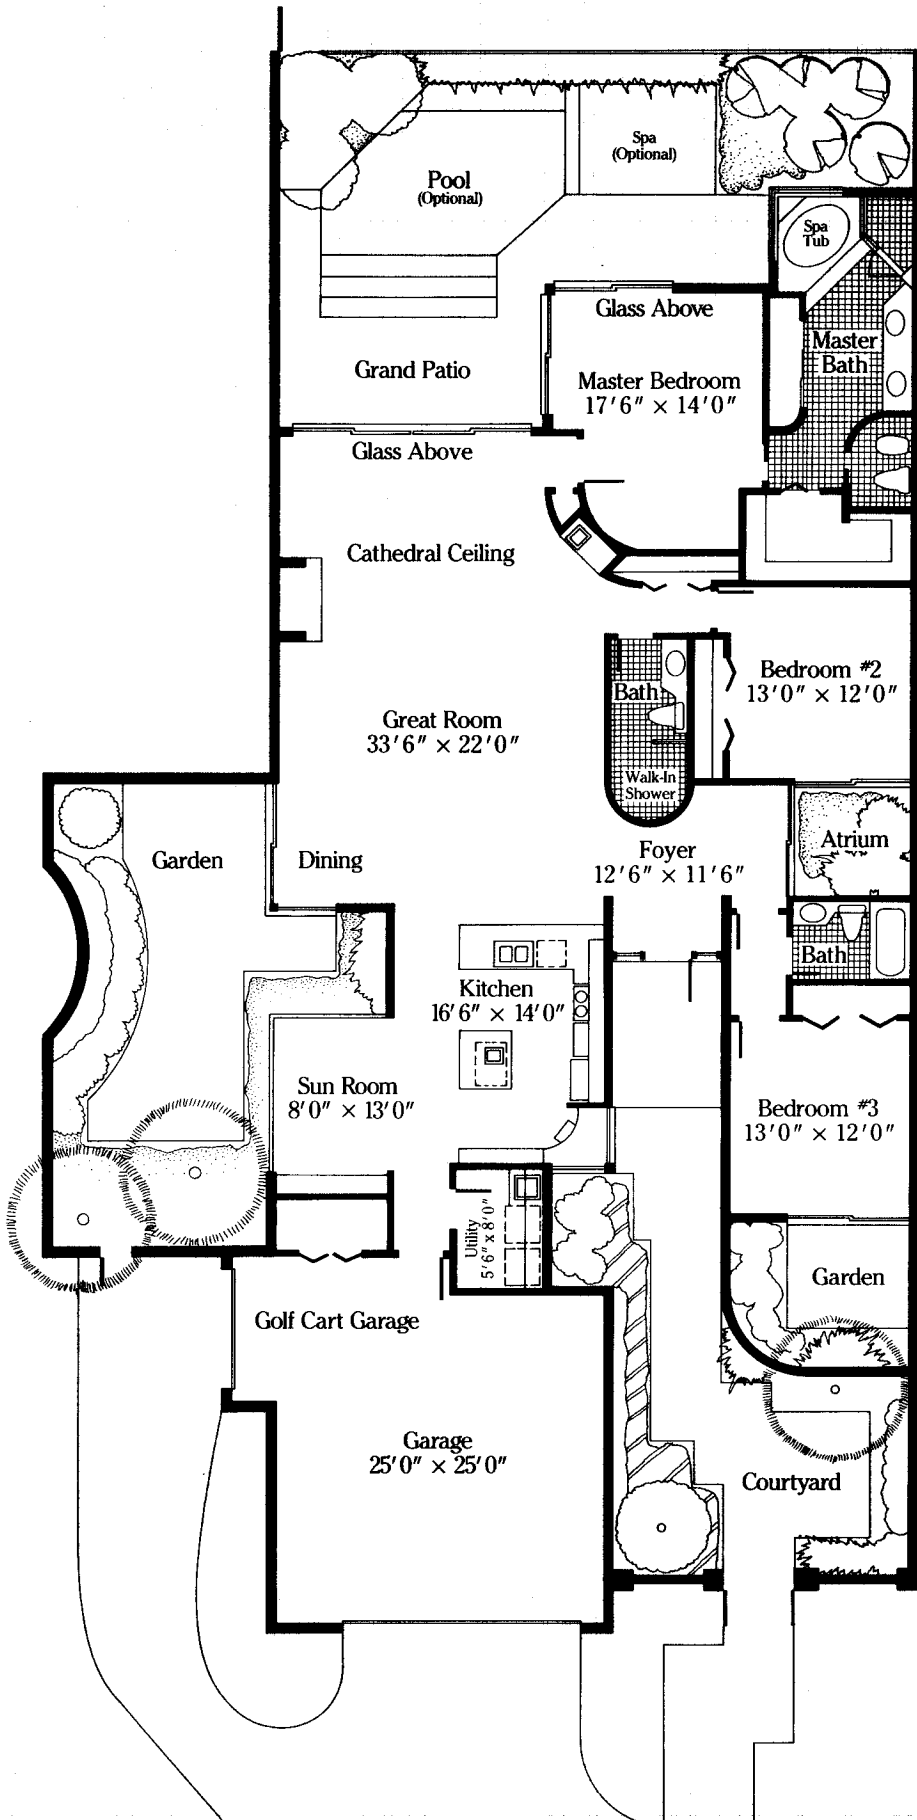 Spa
(Optional)
Pool
(Optional)
Spa
Tub
Glass Above
Master
Bath
Grand Patio
Master Bedroom
17'6" × 14'0"
Glass Above
Cathedral Ceiling
Bedroom #2
13'0" × 12'0"
Bath
Great Room
33'6" × 22'0"
Walk-In
Shower
Garden
Dining
Foyer
12'6" × 11'6"
Atrium
Bath
Kitchen
16'6" × 14'0"
Sun Room
8'0" × 13'0"
Bedroom #3
13'0" × 12'0"
Utility
5'6" x 8'0"
Garden
Golf Cart Garage
Garage
25'0" × 25'0"
Courtyard